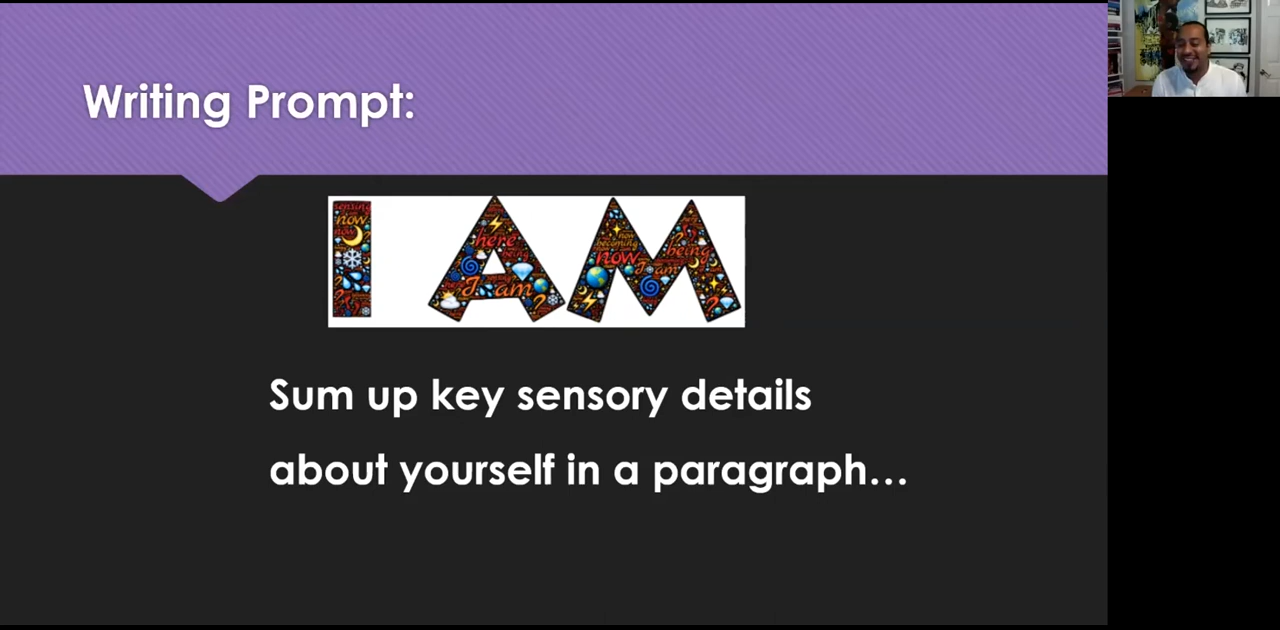 Writing Prompt:
I AM
Sum up key sensory details
about yourself in a paragraph…